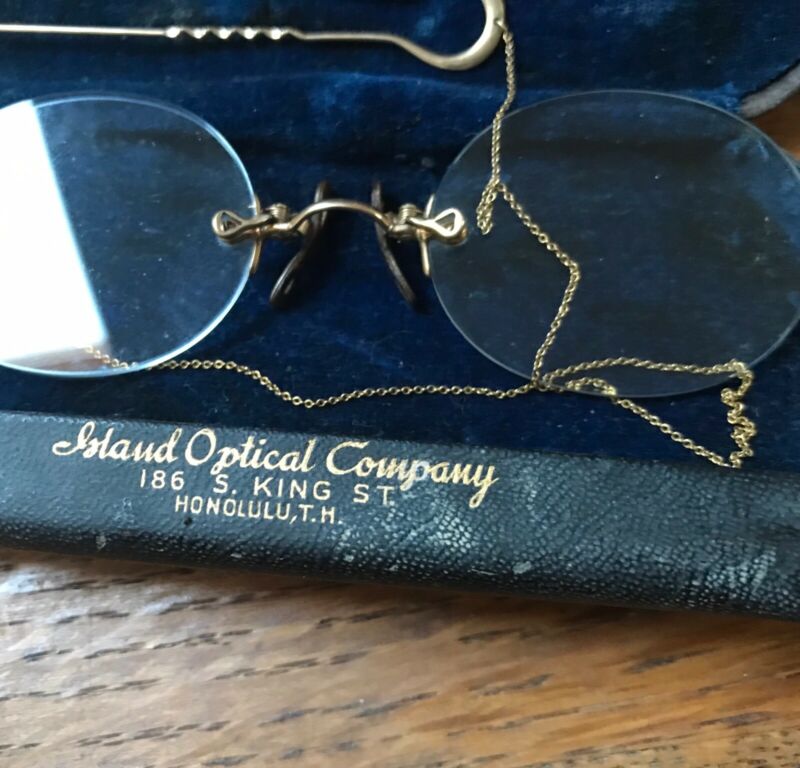 Island Optical Company
186 S. KING ST.
HONOLULU, T.H.